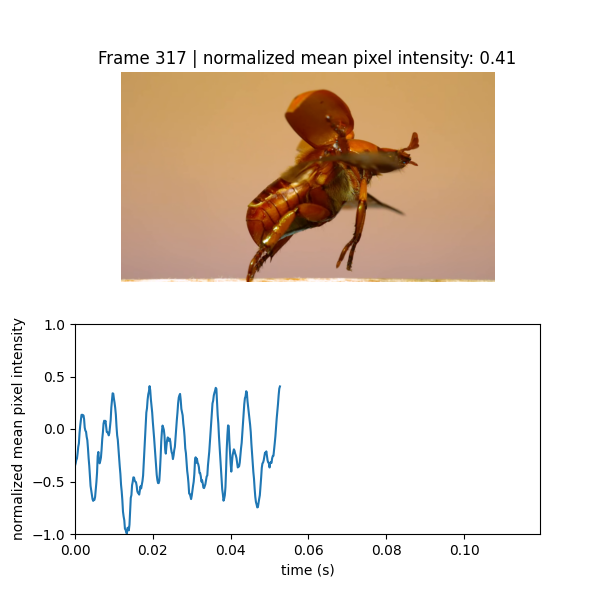 Frame 317 | normalized mean pixel intensity: 0.41
1.0
0.5
0.0
−0.5
−1.0
normalized mean pixel intensity
0.00 0.02 0.04 0.06 0.08 0.10
time (s)